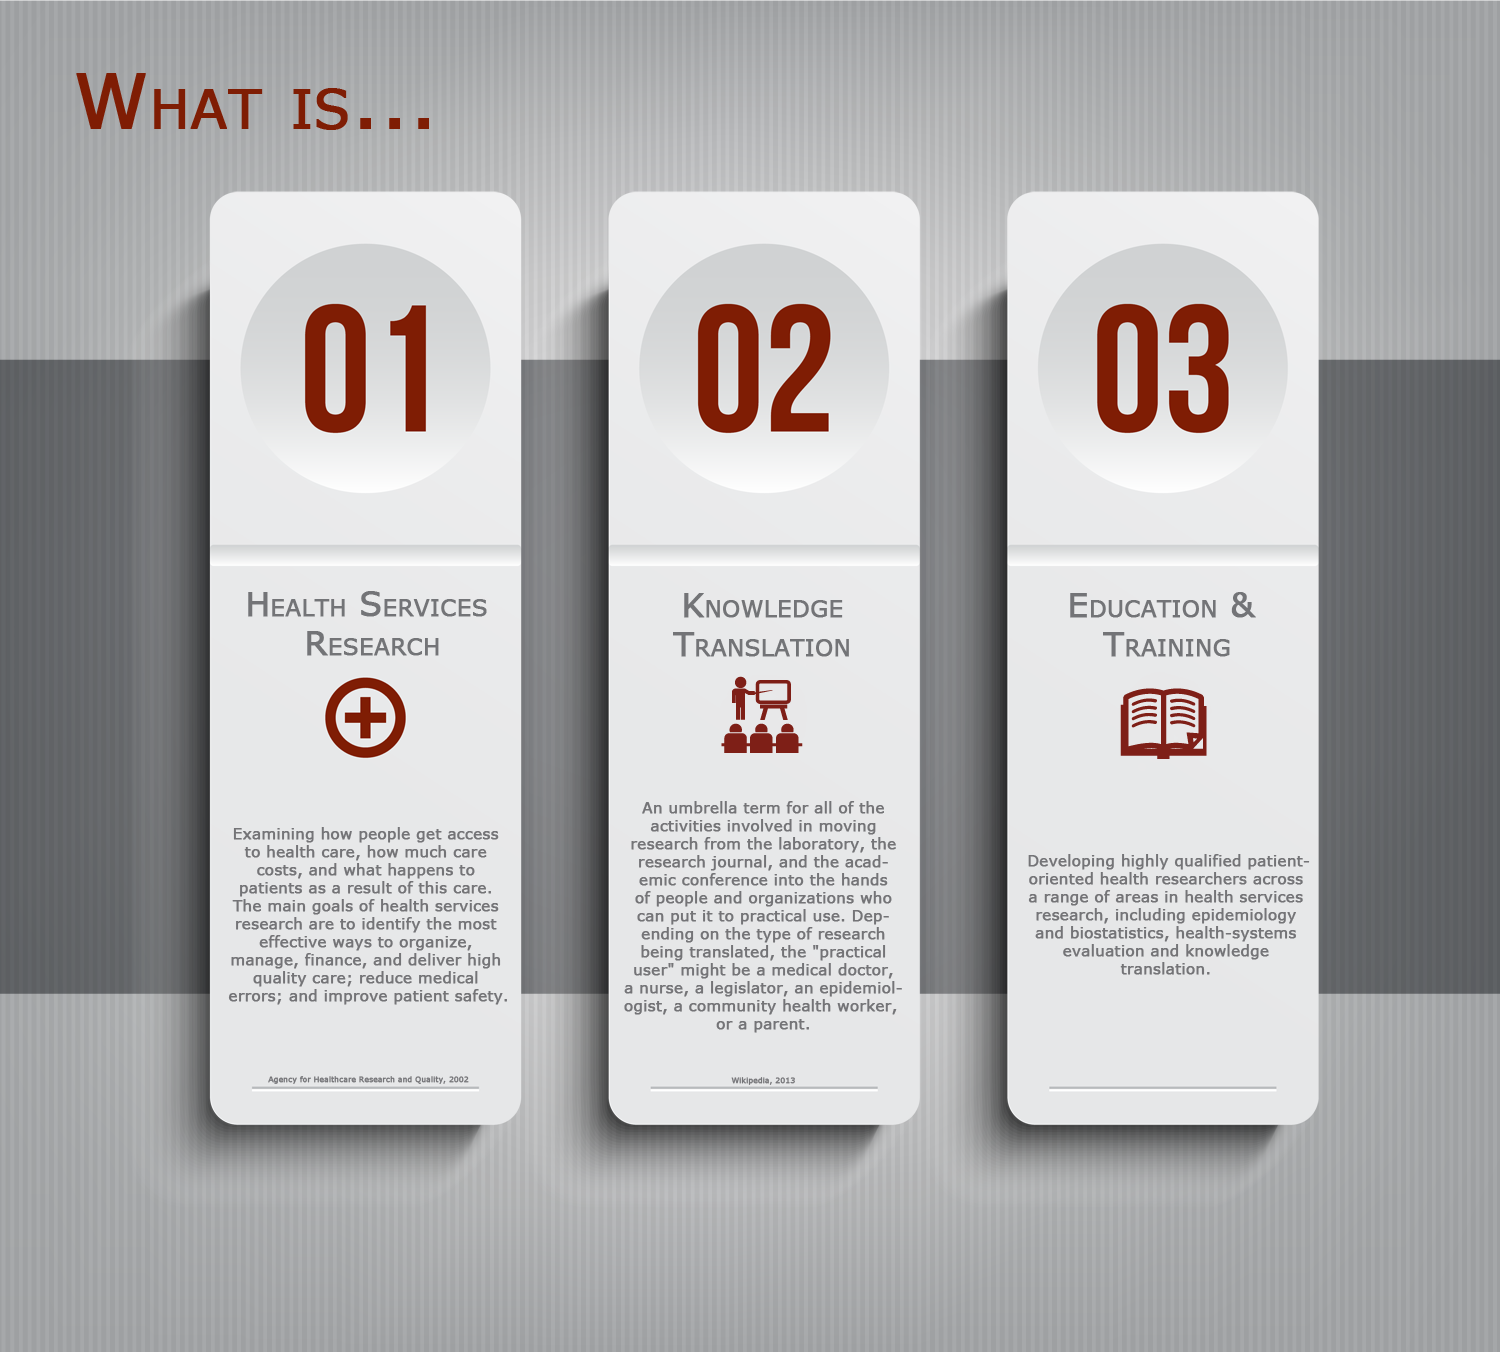 What is...
01
Health Services
Research
Examining how people get access
to health care, how much care
costs, and what happens to
patients as a result of this care.
The main goals of health services
research are to identify the most
effective ways to organize,
manage, finance, and deliver high
quality care; reduce medical
errors; and improve patient safety.
Agency for Healthcare Research and Quality, 2002
02
Knowledge
Translation
An umbrella term for all of the
activities involved in moving
research from the laboratory, the
research journal, and the acad-
emic conference into the hands
of people and organizations who
can put it to practical use. Dep-
ending on the type of research
being translated, the "practical
user" might be a medical doctor,
a nurse, a legislator, an epidemiol-
ogist, a community health worker,
or a parent.
Wikipedia, 2013
03
Education &
Training
Developing highly qualified patient-
oriented health researchers across
a range of areas in health services
research, including epidemiology
and biostatistics, health-systems
evaluation and knowledge
translation.